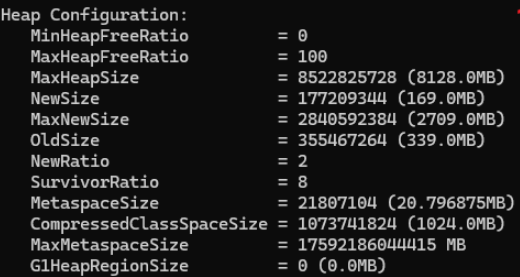 Heap Configuration:
MinHeapFreeRatio = 0
MaxHeapFreeRatio = 100
MaxHeapSize = 8522825728 (8128.0MB)
NewSize = 177209344 (169.0MB)
MaxNewSize = 2840592384 (2709.0MB)
OldSize = 355467264 (339.0MB)
NewRatio = 2
SurvivorRatio = 8
MetaspaceSize = 21807104 (20.796875MB)
CompressedClassSpaceSize = 1073741824 (1024.0MB)
MaxMetaspaceSize = 17592186044415 MB
G1HeapRegionSize = 0 (0.0MB)